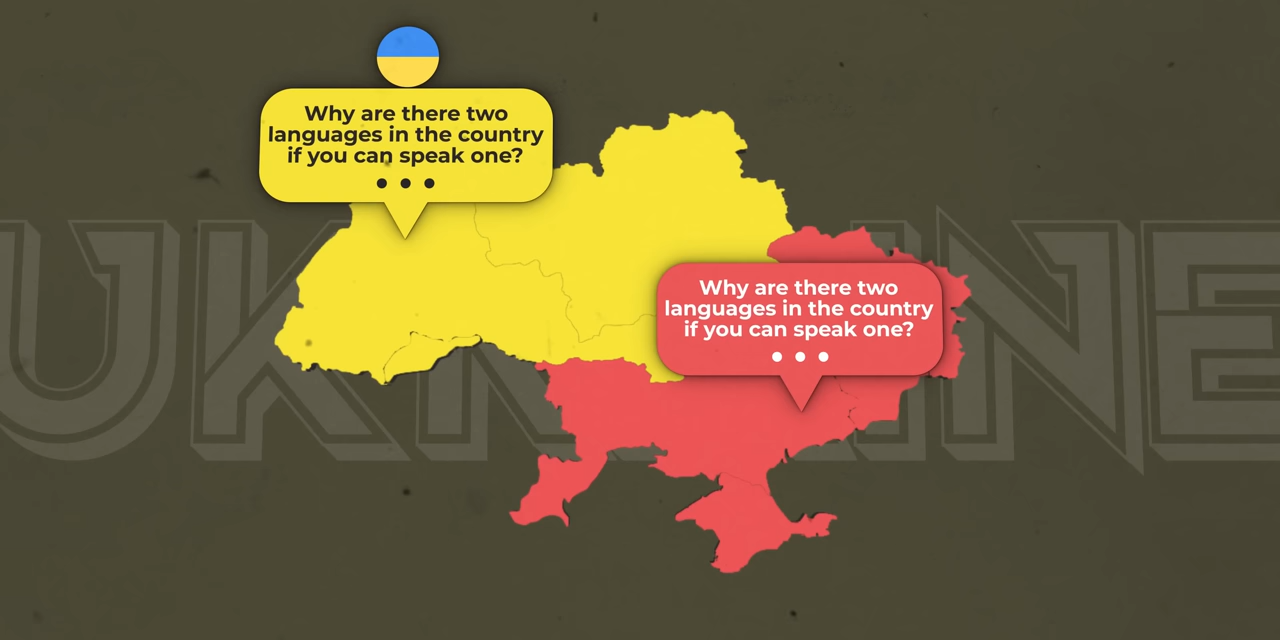 Why are there two
languages in the country
if you can speak one?
Why are there two
languages in the country
if you can speak one?
UKRAINE